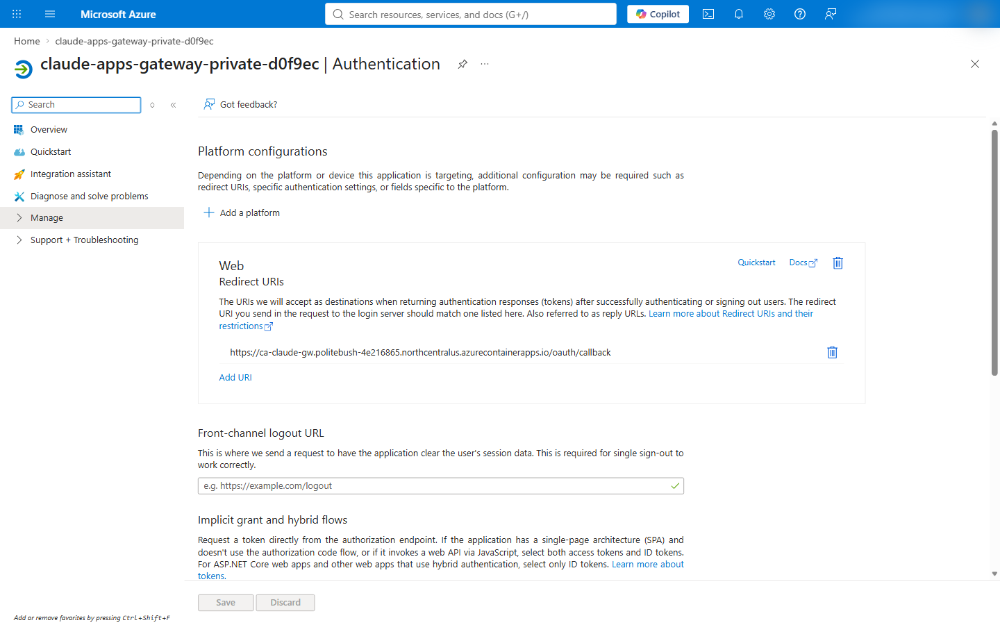 Microsoft Azure
Search resources, services, and docs (G+/)
Copilot
Home
claude-apps-gateway-private-d0f9ec
claude-apps-gateway-private-d0f9ec | Authentication
Search
Got feedback?
Overview
Quickstart
Integration assistant
Diagnose and solve problems
Manage
Support + Troubleshooting
Platform configurations
Depending on the platform or device this application is targeting, additional configuration may be required such as
redirect URIs, specific authentication settings, or fields specific to the platform.
Add a platform
Web
Quickstart
Docs
Redirect URIs
The URIs we will accept as destinations when returning authentication responses (tokens) after successfully authenticating or signing out users. The redirect
URI you send in the request to the login server should match one listed here. Also referred to as reply URLs. Learn more about Redirect URIs and their
restrictions
https://ca-claude-gw.politebush-4e216865.northcentralus.azurecontainerapps.io/oauth/callback
Add URI
Front-channel logout URL
This is where we send a request to have the application clear the user's session data. This is required for single sign-out to
work correctly.
e.g. https://example.com/logout
Implicit grant and hybrid flows
Request a token directly from the authorization endpoint. If the application has a single-page architecture (SPA) and
doesn't use the authorization code flow, or if it invokes a web API via JavaScript, select both access tokens and ID tokens.
For ASP.NET Core web apps and other web apps that use hybrid authentication, select only ID tokens. Learn more about
tokens.
Save
Discard
Add or remove favorites by pressing Ctrl+Shift+F